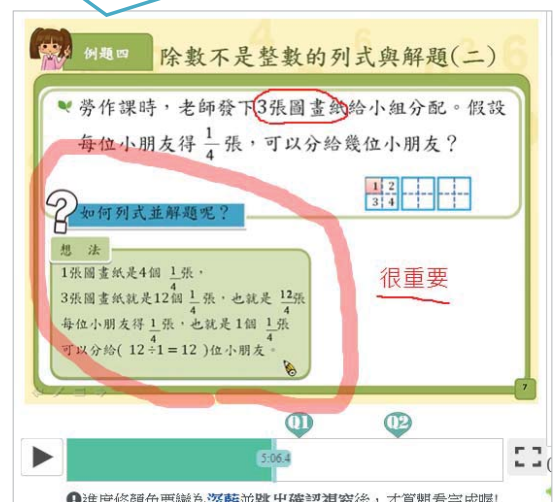 例題四 除數不是整數的列式與解題(二)
勞作課時，老師發下3張圖畫紙給小組分配。假設
每位小朋友得 1/4 張，可以分給幾位小朋友？
1 2
3 4
如何列式並解題呢？
想 法
1張圖畫紙是4個 1/4張，
3張圖畫紙就是12個 1/4張，也就是 12/4張
每位小朋友得 1/4張，也就是1個 1/4張
可以分給( 12÷1=12 )位小朋友。
很重要
7
Q1 Q2
5:06.4